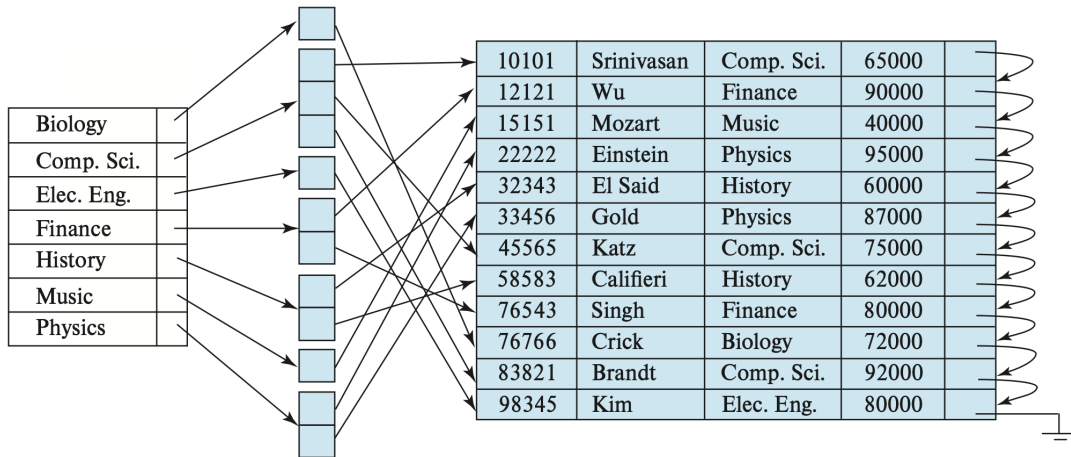 Biology
Comp. Sci.
Elec. Eng.
Finance
History
Music
Physics
10101 Srinivasan Comp. Sci. 65000
12121 Wu Finance 90000
15151 Mozart Music 40000
22222 Einstein Physics 95000
32343 El Said History 60000
33456 Gold Physics 87000
45565 Katz Comp. Sci. 75000
58583 Califieri History 62000
76543 Singh Finance 80000
76766 Crick Biology 72000
83821 Brandt Comp. Sci. 92000
98345 Kim Elec. Eng. 80000